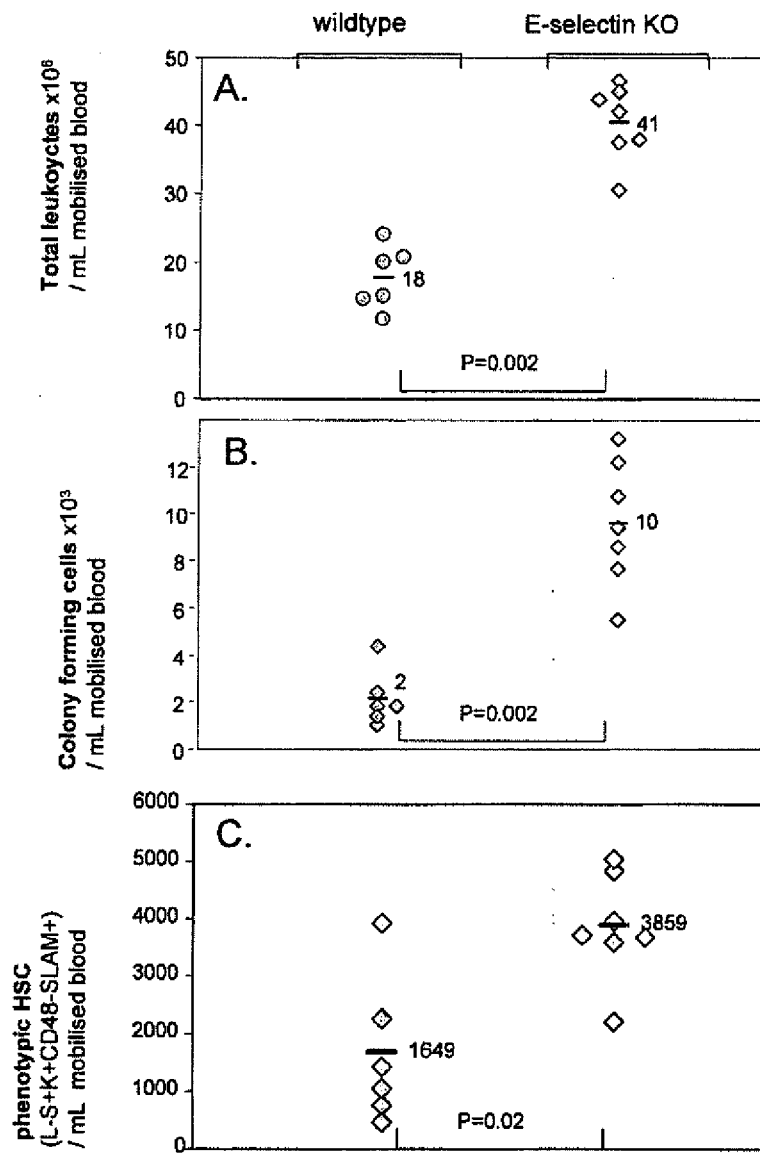 wildtype
E-selectin KO
A.
Total leukoyctes x10⁶
/ mL mobilised blood
50
40
30
20
10
0
18
41
P=0.002
B.
Colony forming cells x10³
/ mL mobilised blood
12
10
8
6
4
2
0
2
10
P=0.002
C.
phenotypic HSC
(L-S+K+CD48-SLAM+)
/ mL mobilised blood
6000
5000
4000
3000
2000
1000
0
1649
3859
P=0.02